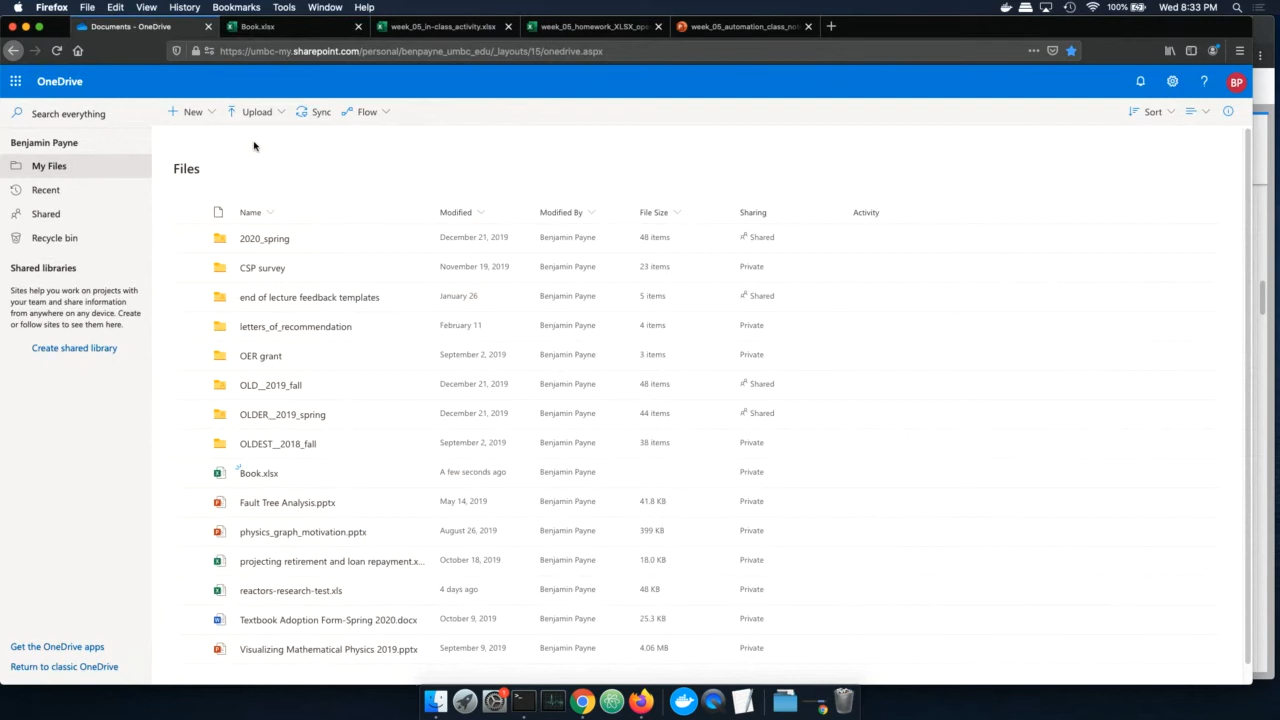 Firefox File Edit View History Bookmarks Tools Window Help 100% Wed 8:33 PM
Documents - OneDrive Book.xlsx week_05_in-class_activity.xlsx week_05_homework_XLSX_ope week_05_automation_class_not
https://umbc-my.sharepoint.com/personal/benpayne_umbc_edu/_layouts/15/onedrive.aspx
OneDrive ? BP
Search everything
New Upload Sync Flow Sort
Benjamin Payne
My Files
Recent
Shared
Recycle bin
Shared libraries
Sites help you work on projects with
your team and share information
from anywhere on any device. Create
or follow sites to see them here.
Create shared library
Get the OneDrive apps
Return to classic OneDrive
Files
Name Modified Modified By File Size Sharing Activity
2020_spring December 21, 2019 Benjamin Payne 48 items Shared
CSP survey November 19, 2019 Benjamin Payne 23 items Private
end of lecture feedback templates January 26 Benjamin Payne 5 items Shared
letters_of_recommendation February 11 Benjamin Payne 4 items Private
OER grant September 2, 2019 Benjamin Payne 3 items Private
OLD__2019_fall December 21, 2019 Benjamin Payne 48 items Shared
OLDER__2019_spring December 21, 2019 Benjamin Payne 44 items Shared
OLDEST__2018_fall September 2, 2019 Benjamin Payne 38 items Private
Book.xlsx A few seconds ago Benjamin Payne Private
Fault Tree Analysis.pptx May 14, 2019 Benjamin Payne 41.8 KB Private
physics_graph_motivation.pptx August 26, 2019 Benjamin Payne 399 KB Private
projecting retirement and loan repayment.x... October 18, 2019 Benjamin Payne 18.0 KB Private
reactors-research-test.xls 4 days ago Benjamin Payne 48 KB Private
Textbook Adoption Form-Spring 2020.docx October 9, 2019 Benjamin Payne 25.3 KB Private
Visualizing Mathematical Physics 2019.pptx September 9, 2019 Benjamin Payne 4.06 MB Private